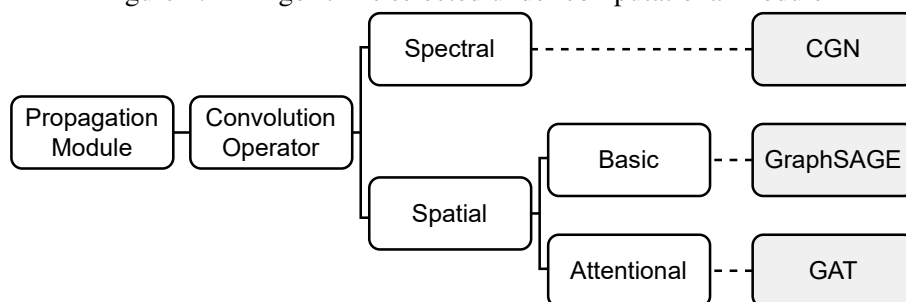 Spectral
CGN
Propagation
Module
Convolution
Operator
Basic
GraphSAGE
Spatial
Attentional
GAT